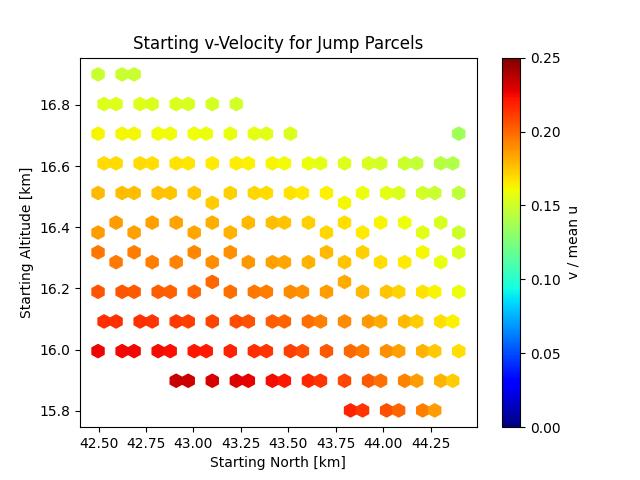 Starting v-Velocity for Jump Parcels
16.8
16.6
16.4
16.2
16.0
15.8
Starting Altitude [km]
42.50 42.75 43.00 43.25 43.50 43.75 44.00 44.25
Starting North [km]
0.25
0.20
0.15
0.10
0.05
0.00
v / mean u